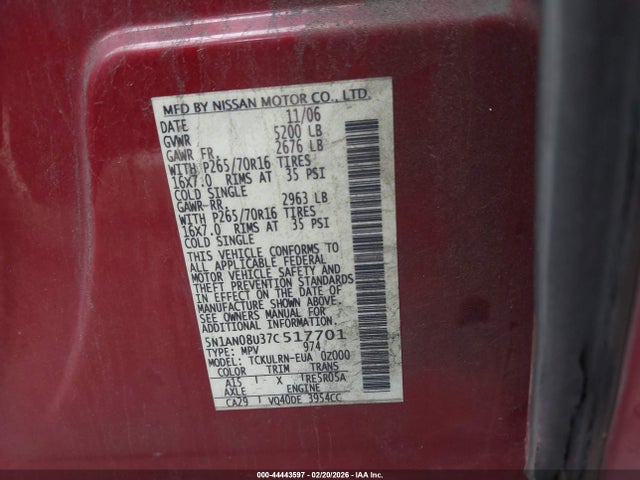 MFD BY NISSAN MOTOR CO., LTD.
DATE 11/06
GVWR 5200 LB
GAWR FR 2676 LB
WITH P265/70R16 TIRES
16X7.0 RIMS AT 35 PSI
COLD SINGLE
GAWR-RR 2963 LB
WITH P265/70R16 TIRES
16X7.0 RIMS AT 35 PSI
COLD SINGLE
THIS VEHICLE CONFORMS TO
ALL APPLICABLE FEDERAL
MOTOR VEHICLE SAFETY AND
THEFT PREVENTION STANDARDS
IN EFFECT ON THE DATE OF
MANUFACTURE SHOWN ABOVE.
SEE OWNERS MANUAL FOR
ADDITIONAL INFORMATION.
5N1AN08U37C517701
TYPE: MPV 974
MODEL: TCKULRN-EUA 02000
COLOR TRIM TRANS
A15 X RE5R05A
AXLE ENGINE
CA29 VQ40DE 3954CC
000-44443597 - 02/20/2026 - IAA Inc.